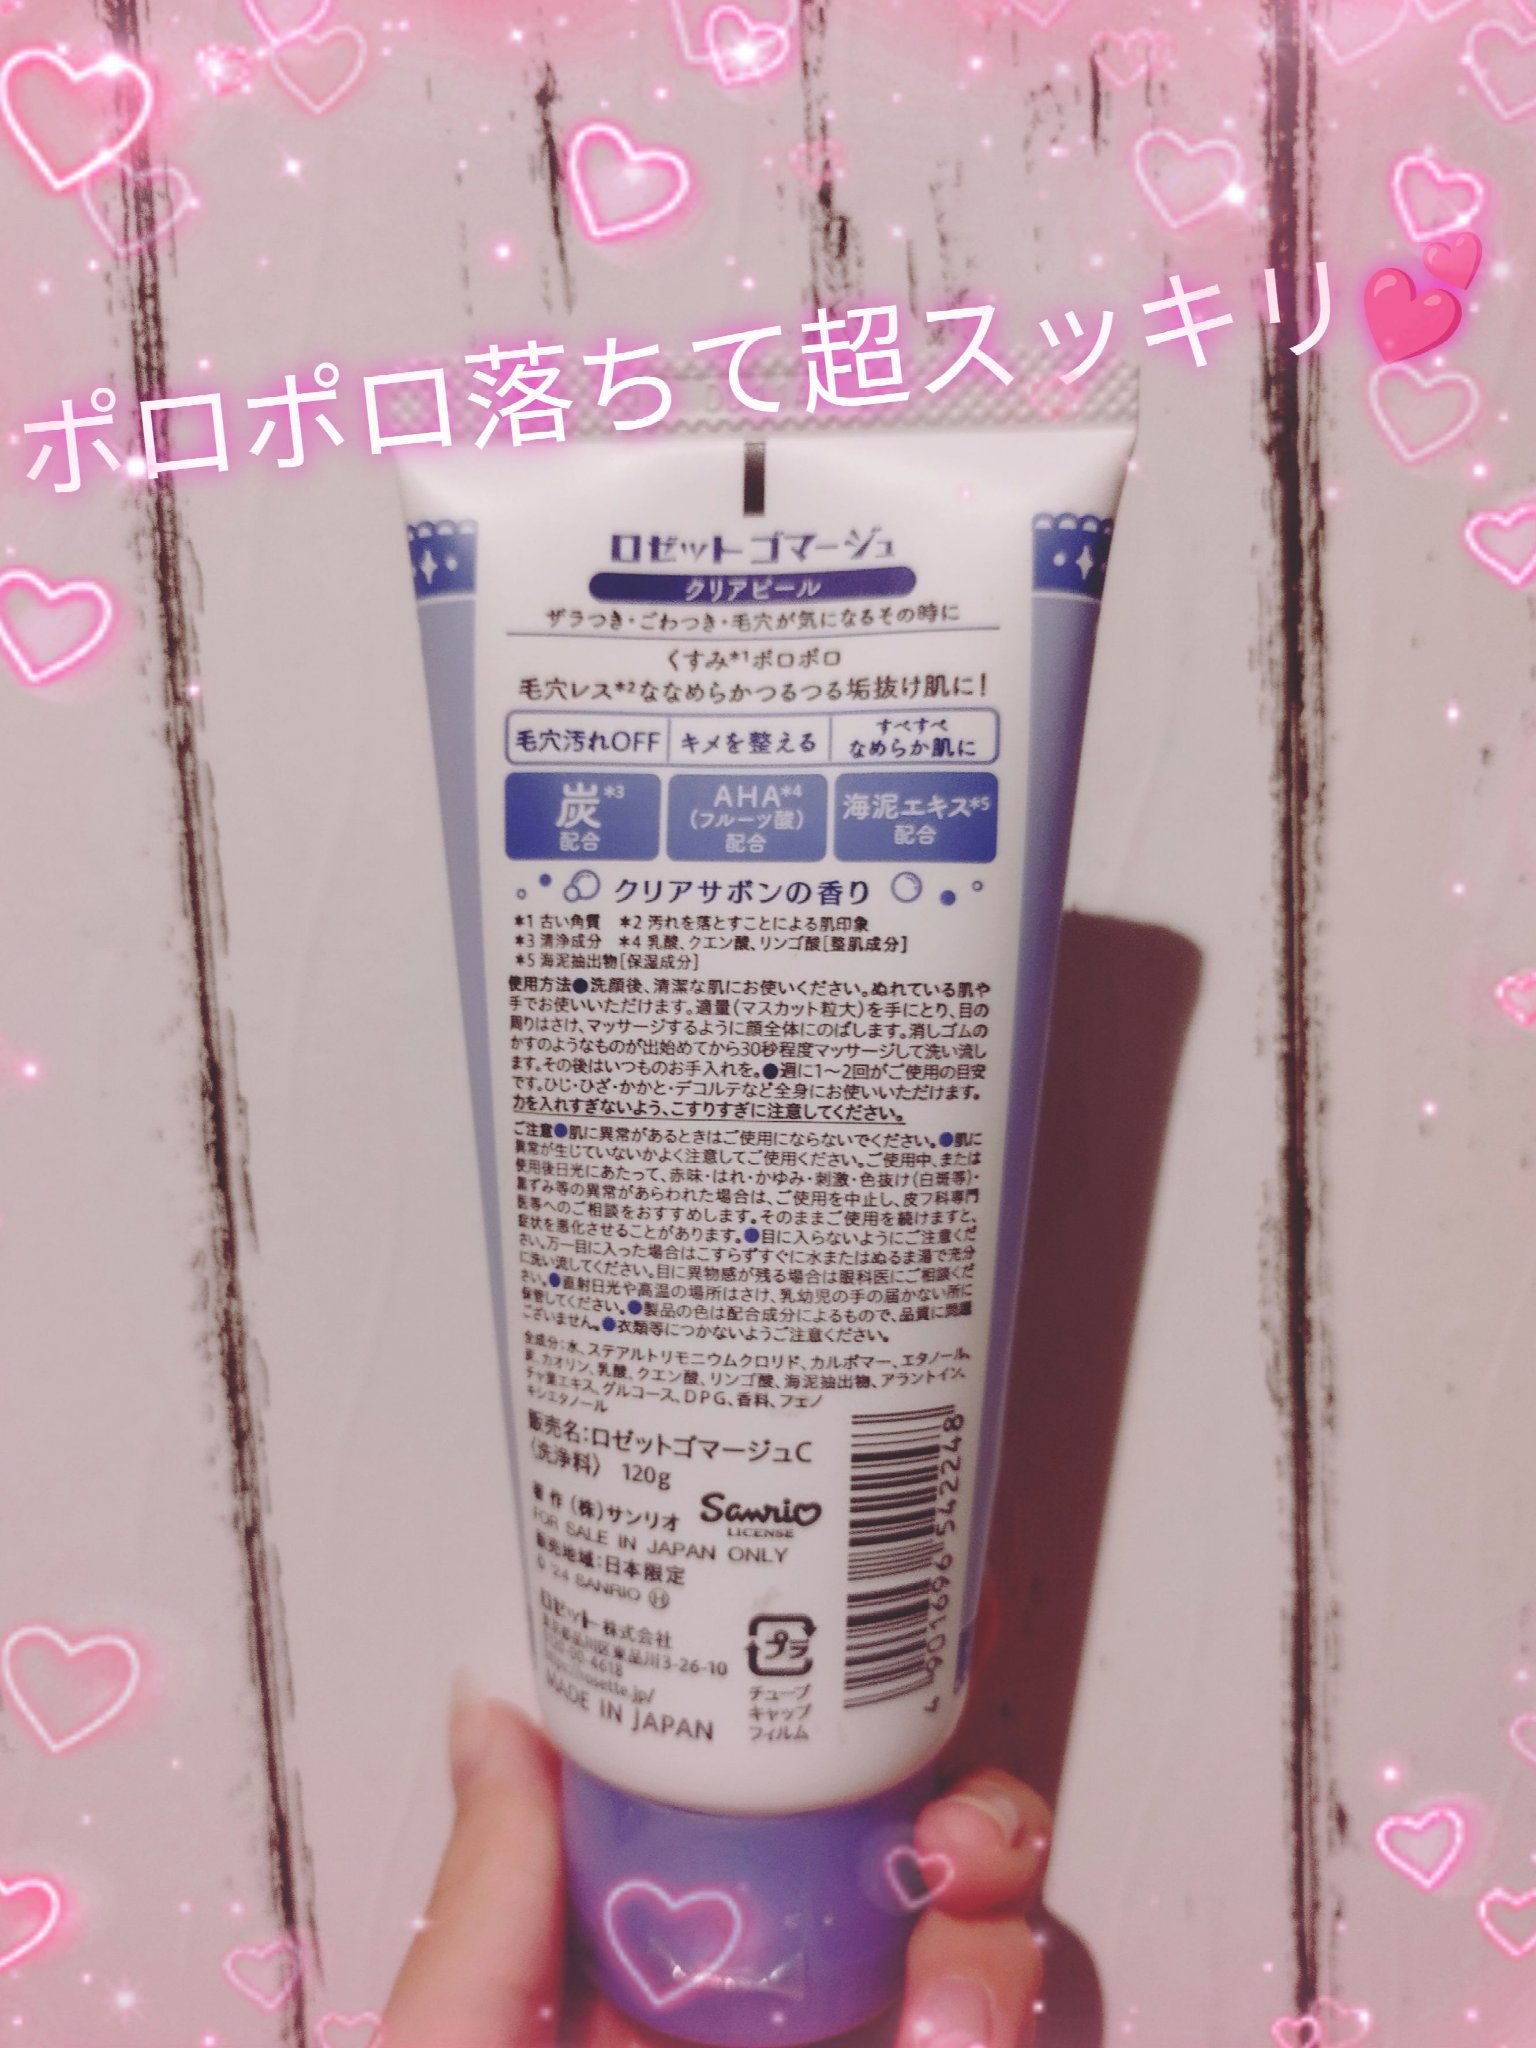 ポロポロ落ちて超スッキリ💕
ロゼット ゴマージュ
クリアピール
ザラつき・ごわつき・毛穴が気になるその時に
くすみ*1ポロポロ
毛穴レス*2ななめらかつるつる垢抜け肌に!
毛穴汚れOFF キメを整える すべすべ なめらか肌に
炭*3 配合
AHA*4 (フルーツ酸) 配合
海泥エキス*5 配合
クリアサボンの香り
*1 古い角質 *2 汚れを落とすことによる肌印象
*3 清浄成分 *4 乳酸、クエン酸、リンゴ酸[整肌成分]
*5 海泥抽出物[保湿成分]
使用方法●洗顔後、清潔な肌にお使いください。ぬれている肌や
手でお使いいただけます。適量(マスカット粒大)を手にとり、目の
周りはさけ、マッサージするように顔全体にのばします。消しゴムの
かすのようなものが出始めてから30秒程度マッサージして洗い流し
ます。その後はいつものお手入れを。●週に1〜2回がご使用の目安
です。ひじ・ひざ・かかと・デコルテなど全身にお使いいただけます。
力を入れすぎないよう、こすりすぎに注意してください。
ご注意●肌に異常があるときはご使用にならないでください。●肌に
異常が生じていないかよく注意してご使用ください。ご使用中、または
使用後日光にあたって、赤味・はれ・かゆみ・刺激・色抜け(白斑等)・
黒ずみ等の異常があらわれた場合は、ご使用を中止し、皮フ科専門
医等へのご相談をおすすめします。そのままご使用を続けますと、
症状を悪化させることがあります。●目に入らないようにご注意くだ
さい。万一目に入った場合はこすらずすぐに水またはぬるま湯で充分
に洗い流してください。目に異物感が残る場合は眼科医にご相談くだ
さい。●直射日光や高温の場所はさけ、乳幼児の手の届かない所に
保管してください。●製品の色は配合成分によるもので、品質に問題
ございません。●衣類等につかないようご注意ください。
全成分:水、ステアルトリモニウムクロリド、カルボマー、エタノール、
炭、カオリン、乳酸、クエン酸、リンゴ酸、海泥抽出物、アラントイン、
チャ葉エキス、グルコース、DPG、香料、フェノ
キシエタノール
販売名:ロゼットゴマージュC
(洗浄料) 120g
著作 (株)サンリオ
Sanrio
LICENSE
FOR SALE IN JAPAN ONLY
販売地域:日本限定
© '24 SANRIO Ⓗ
ロゼット株式会社
東京都品川区東品川3-26-10
MADE IN JAPAN
プラ
チューブ
キャップ
フィルム
4 901696 542248